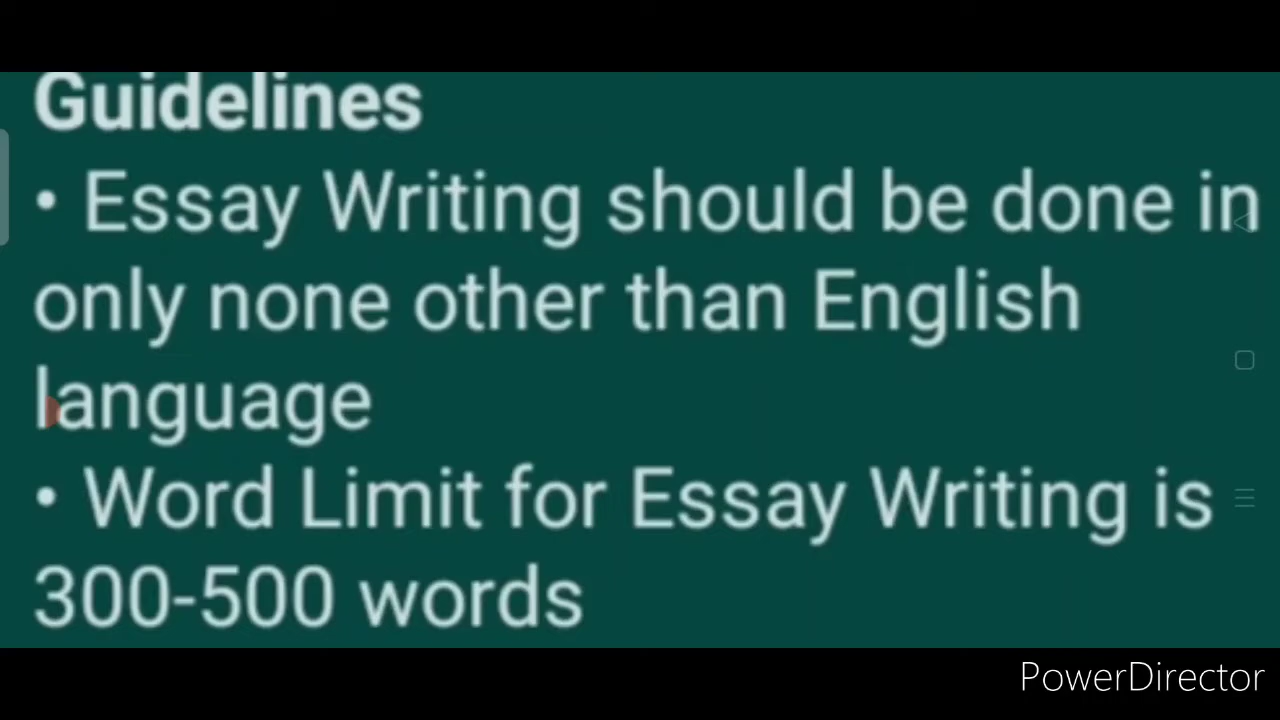 Guidelines
• Essay Writing should be done in
only none other than English
language
• Word Limit for Essay Writing is
300-500 words
PowerDirector